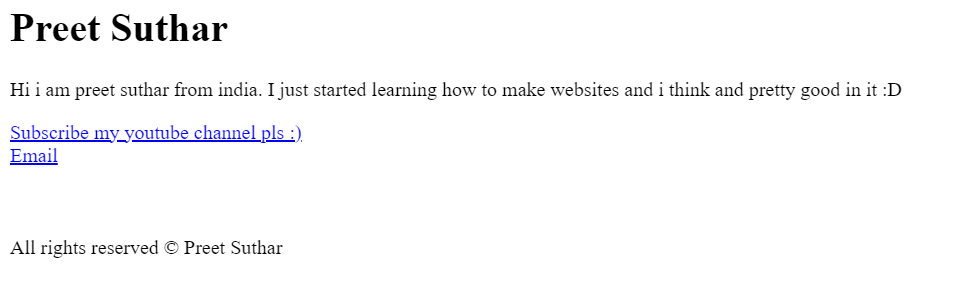 Preet Suthar
Hi i am preet suthar from india. I just started learning how to make websites and i think and pretty good in it :D
Subscribe my youtube channel pls :)
Email
All rights reserved © Preet Suthar